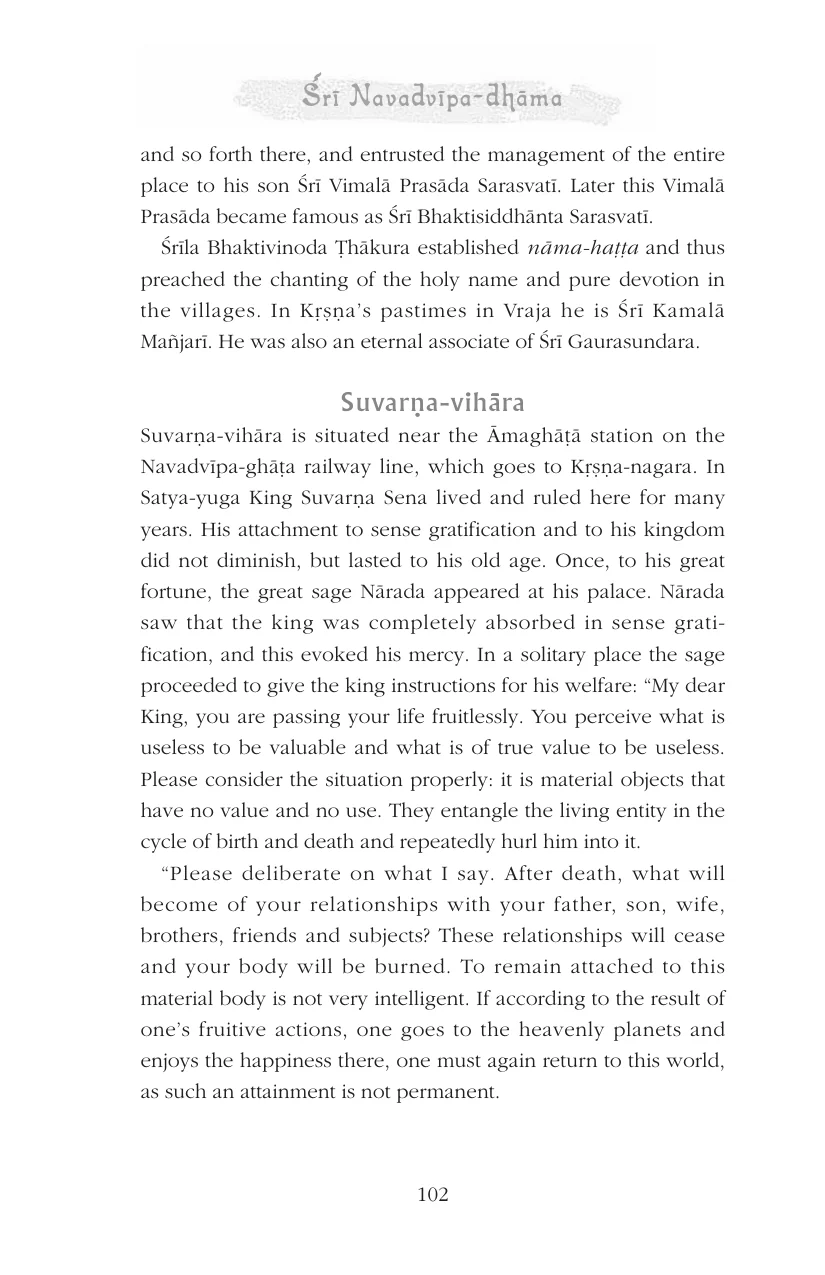 Śrī Navadvīpa-dhāma
and so forth there, and entrusted the management of the entire
place to his son Śrī Vimalā Prasāda Sarasvatī. Later this Vimalā
Prasāda became famous as Śrī Bhaktisiddhānta Sarasvatī.
Śrīla Bhaktivinoda Ṭhākura established nāma-haṭṭa and thus
preached the chanting of the holy name and pure devotion in
the villages. In Kṛṣṇa’s pastimes in Vraja he is Śrī Kamalā
Mañjarī. He was also an eternal associate of Śrī Gaurasundara.
Suvarṇa-vihāra
Suvarṇa-vihāra is situated near the Āmaghāṭā station on the
Navadvīpa-ghāṭa railway line, which goes to Kṛṣṇa-nagara. In
Satya-yuga King Suvarṇa Sena lived and ruled here for many
years. His attachment to sense gratification and to his kingdom
did not diminish, but lasted to his old age. Once, to his great
fortune, the great sage Nārada appeared at his palace. Nārada
saw that the king was completely absorbed in sense grati-
fication, and this evoked his mercy. In a solitary place the sage
proceeded to give the king instructions for his welfare: “My dear
King, you are passing your life fruitlessly. You perceive what is
useless to be valuable and what is of true value to be useless.
Please consider the situation properly: it is material objects that
have no value and no use. They entangle the living entity in the
cycle of birth and death and repeatedly hurl him into it.
“Please deliberate on what I say. After death, what will
become of your relationships with your father, son, wife,
brothers, friends and subjects? These relationships will cease
and your body will be burned. To remain attached to this
material body is not very intelligent. If according to the result of
one’s fruitive actions, one goes to the heavenly planets and
enjoys the happiness there, one must again return to this world,
as such an attainment is not permanent.
102